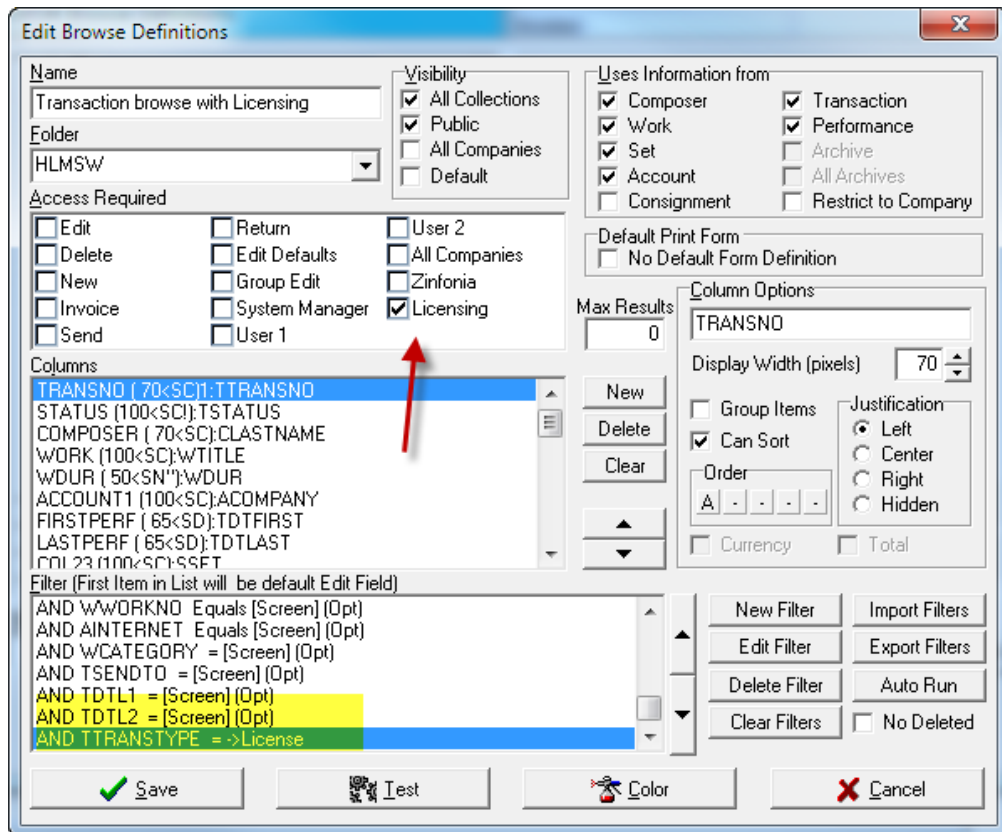 Edit Browse Definitions
x
Name
Transaction browse with Licensing
Folder
HLMSW
Visibility
All Collections
Public
All Companies
Default
Uses Information from
Composer
Work
Set
Account
Consignment
Transaction
Performance
Archive
All Archives
Restrict to Company
Access Required
Edit
Delete
New
Invoice
Send
Return
Edit Defaults
Group Edit
System Manager
User 1
User 2
All Companies
Zinfonia
Licensing
Default Print Form
No Default Form Definition
Max Results
0
Column Options
TRANSNO
Display Width (pixels)
70
Group Items
Can Sort
Order
A - - - -
Justification
Left
Center
Right
Hidden
Currency
Total
Columns
TRANSNO ( 70<SC)1:TTRANSNO
STATUS (100<SC!):TSTATUS
COMPOSER ( 70<SC):CLASTNAME
WORK (100<SC):WTITLE
WDUR ( 50<SN"):WDUR
ACCOUNT1 (100<SC):ACOMPANY
FIRSTPERF ( 65<SD):TDTFIRST
LASTPERF ( 65<SD):TDTLAST
COL23 (100<SC):SSET
New
Delete
Clear
Filter (First Item in List will be default Edit Field)
AND WWORKNO Equals [Screen] (Opt)
AND AINTERNET Equals [Screen] (Opt)
AND WCATEGORY = [Screen] (Opt)
AND TSENDTO = [Screen] (Opt)
AND TDTL1 = [Screen] (Opt)
AND TDTL2 = [Screen] (Opt)
AND TTRANSTYPE = ->License
New Filter
Import Filters
Edit Filter
Export Filters
Delete Filter
Auto Run
Clear Filters
No Deleted
Save
Test
Color
Cancel